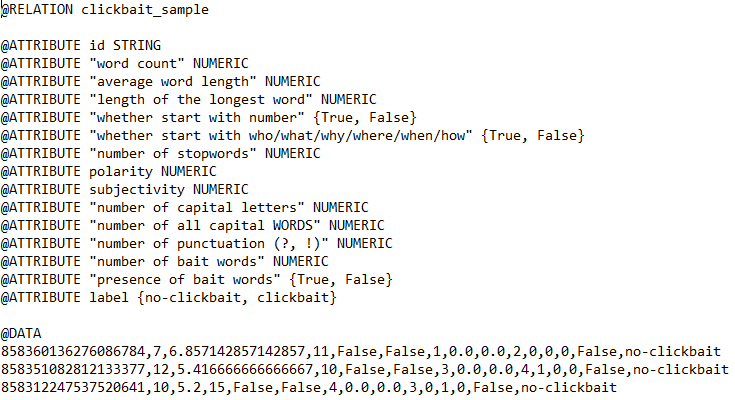 @RELATION clickbait_sample
@ATTRIBUTE id STRING
@ATTRIBUTE "word count" NUMERIC
@ATTRIBUTE "average word length" NUMERIC
@ATTRIBUTE "length of the longest word" NUMERIC
@ATTRIBUTE "whether start with number" {True, False}
@ATTRIBUTE "whether start with who/what/why/where/when/how" {True, False}
@ATTRIBUTE "number of stopwords" NUMERIC
@ATTRIBUTE polarity NUMERIC
@ATTRIBUTE subjectivity NUMERIC
@ATTRIBUTE "number of capital letters" NUMERIC
@ATTRIBUTE "number of all capital WORDS" NUMERIC
@ATTRIBUTE "number of punctuation (?, !)" NUMERIC
@ATTRIBUTE "number of bait words" NUMERIC
@ATTRIBUTE "presence of bait words" {True, False}
@ATTRIBUTE label {no-clickbait, clickbait}
@DATA
858360136276086784,7,6.857142857142857,11,False,False,1,0.0,0.0,2,0,0,0,False,no-clickbait
858351082812133377,12,5.416666666666667,10,False,False,3,0.0,0.0,4,1,0,0,False,no-clickbait
858312247537520641,10,5.2,15,False,False,4,0.0,0.0,3,0,1,0,False,no-clickbait